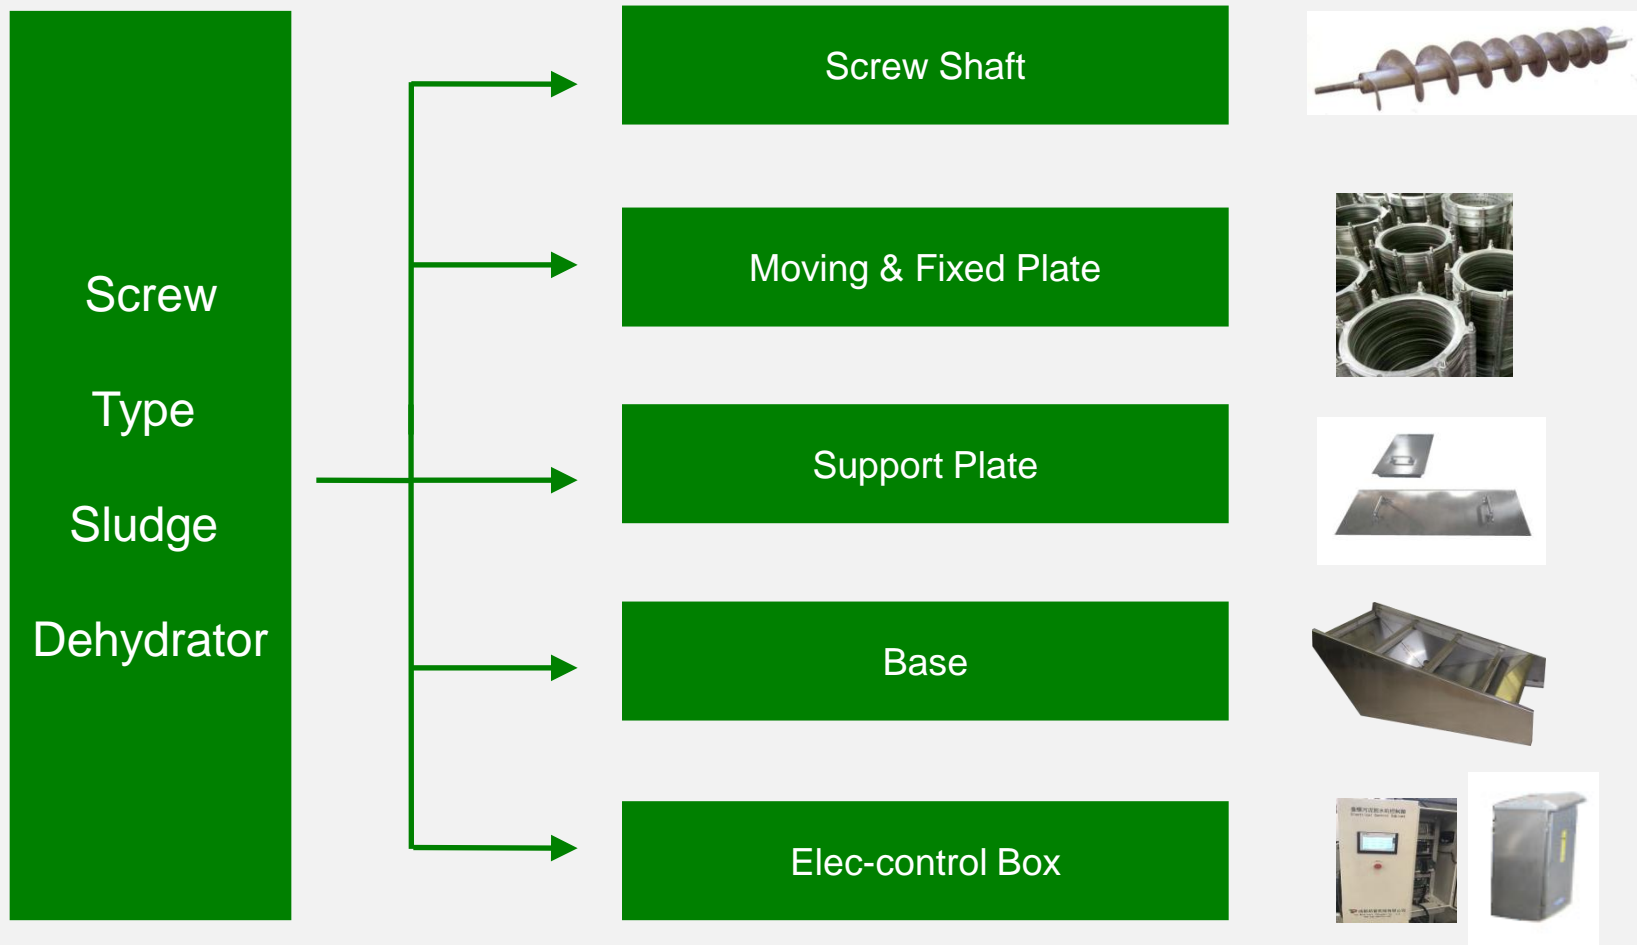 Screw
Type
Sludge
Dehydrator
Screw Shaft
Moving & Fixed Plate
Support Plate
Base
Elec-control Box